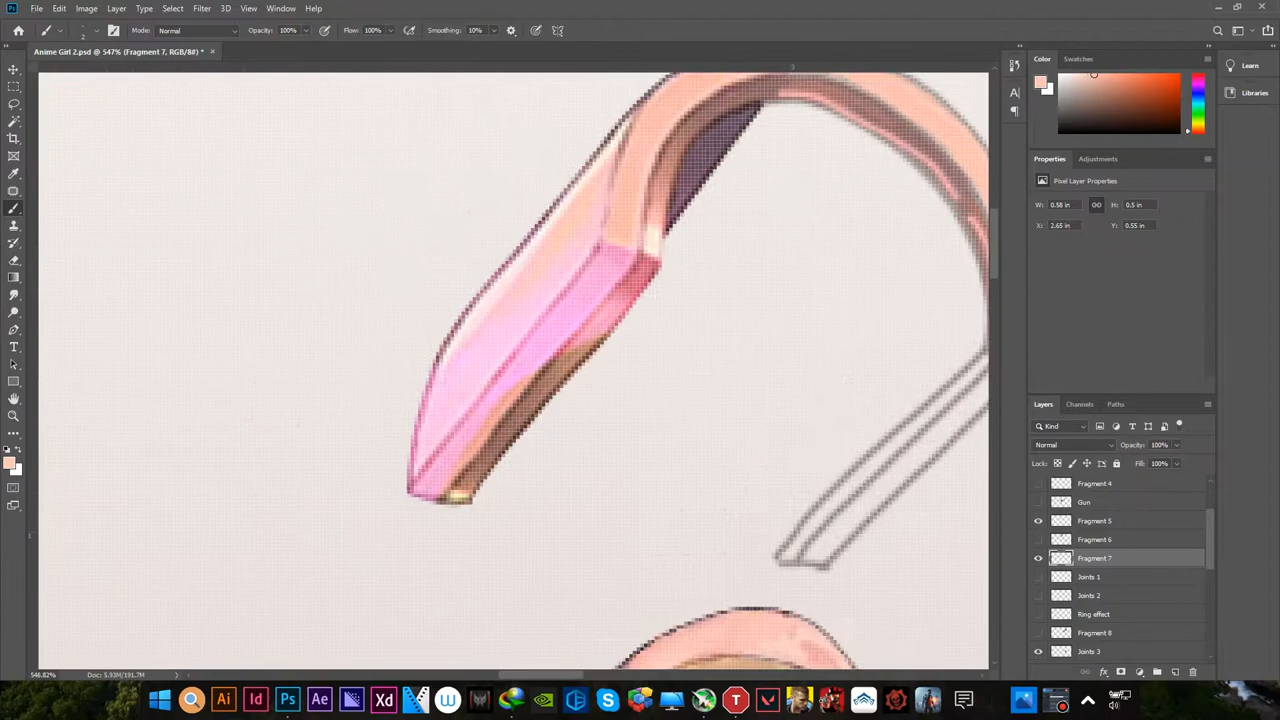 File Edit Image Layer Type Select Filter 3D View Window Help
2 Mode: Normal Opacity: 100% Flow: 100% Smoothing: 10%
Anime Girl 2.psd @ 547% (Fragment 7, RGB/8#) *
Color Swatches
Learn
Libraries
Properties Adjustments
Pixel Layer Properties
W: 0.58 in H: 0.5 in
X: 2.65 in Y: 0.55 in
Layers Channels Paths
Kind
Normal Opacity: 100%
Lock: Fill: 100%
Fragment 4
Gun
Fragment 5
Fragment 6
Fragment 7
Joints 1
Joints 2
Ring effect
Fragment 8
Joints 3
546.82% Doc: 5.93M/191.7M
Ai Id Ps Ae Xd W S T